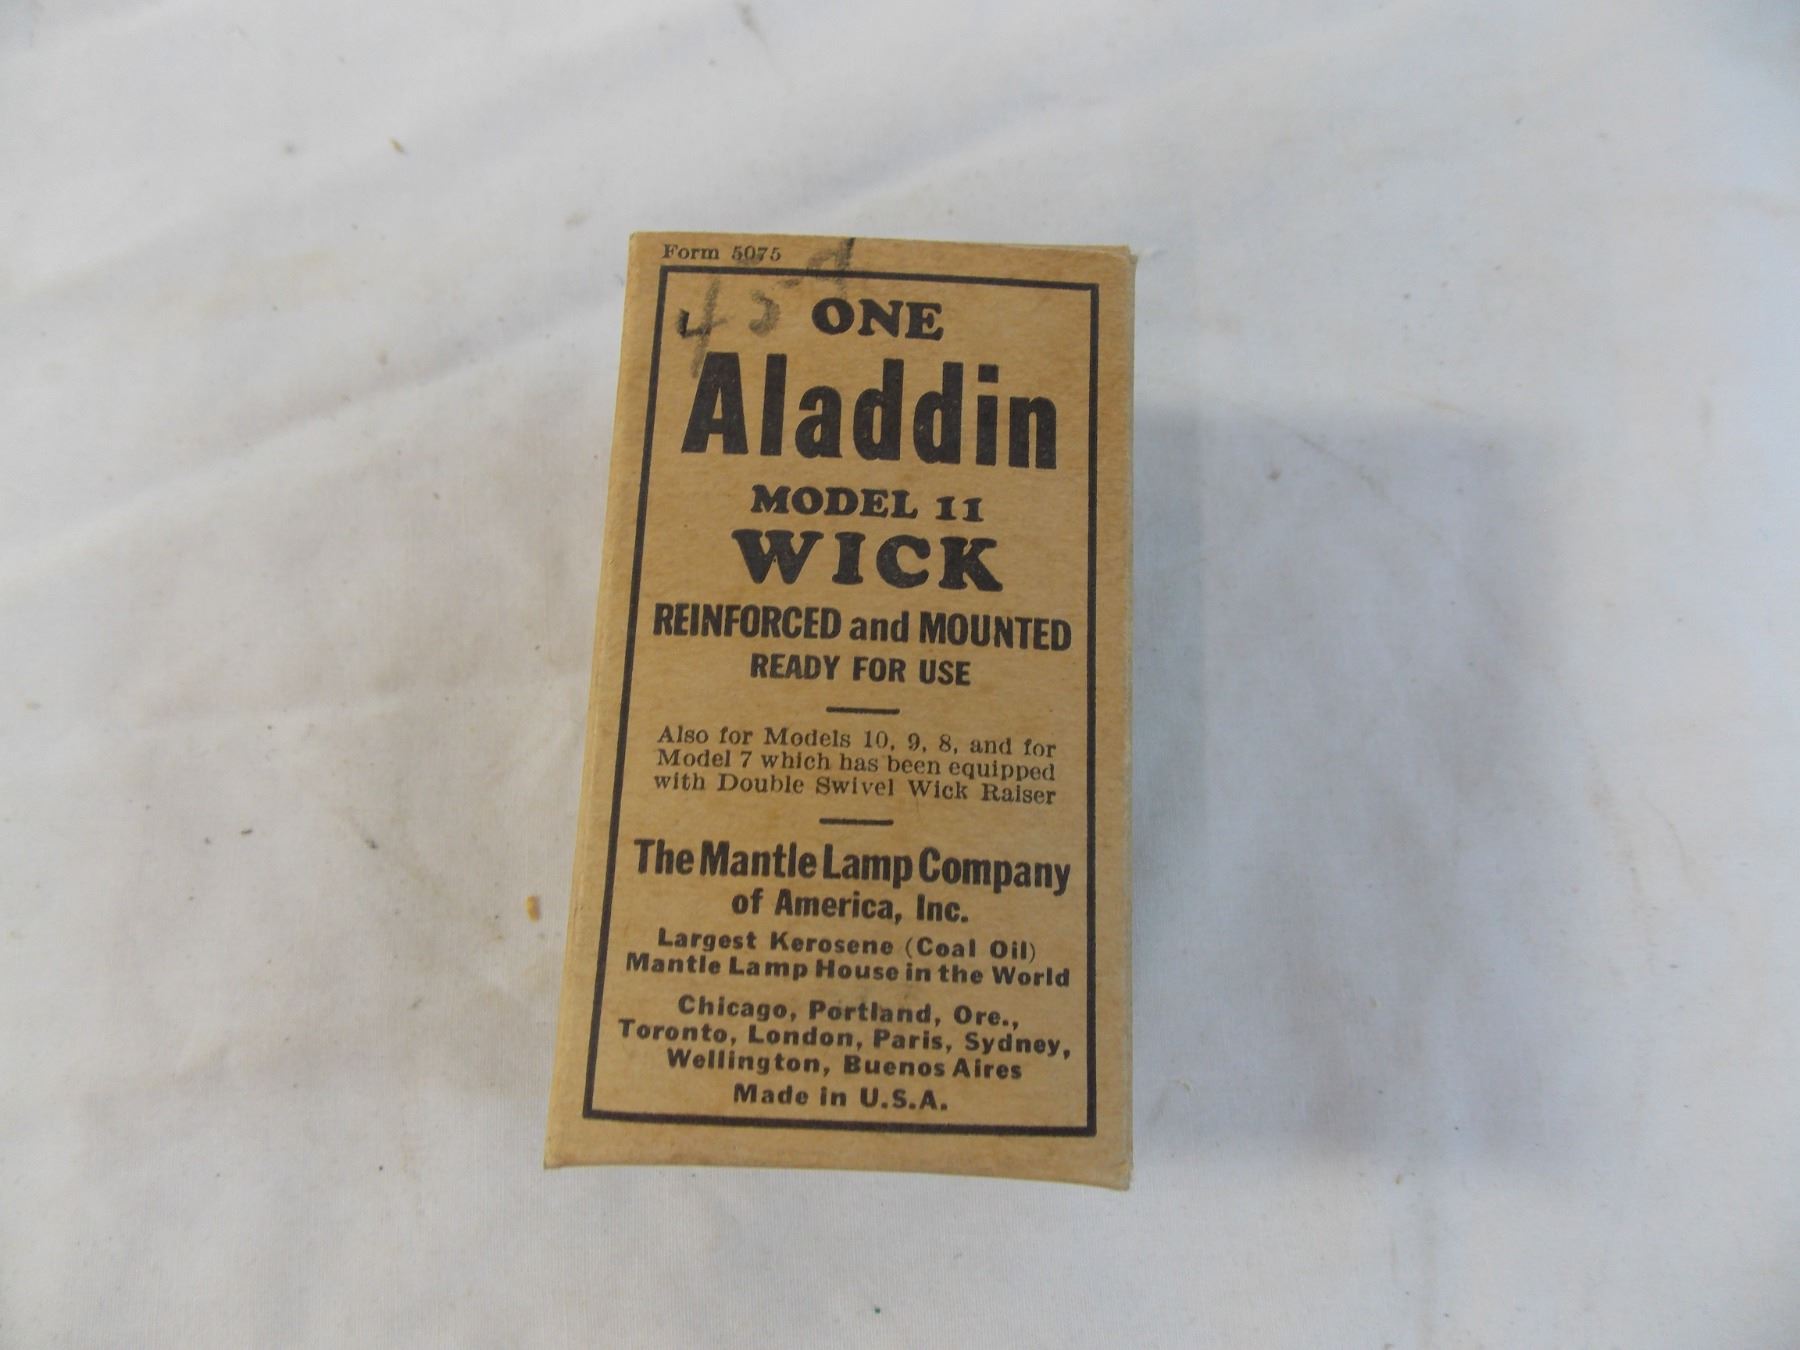 Form 5075
ONE
Aladdin
MODEL 11
WICK
REINFORCED and MOUNTED
READY FOR USE
Also for Models 10, 9, 8, and for
Model 7 which has been equipped
with Double Swivel Wick Raiser
The Mantle Lamp Company
of America, Inc.
Largest Kerosene (Coal Oil)
Mantle Lamp House in the World
Chicago, Portland, Ore.,
Toronto, London, Paris, Sydney,
Wellington, Buenos Aires
Made in U.S.A.